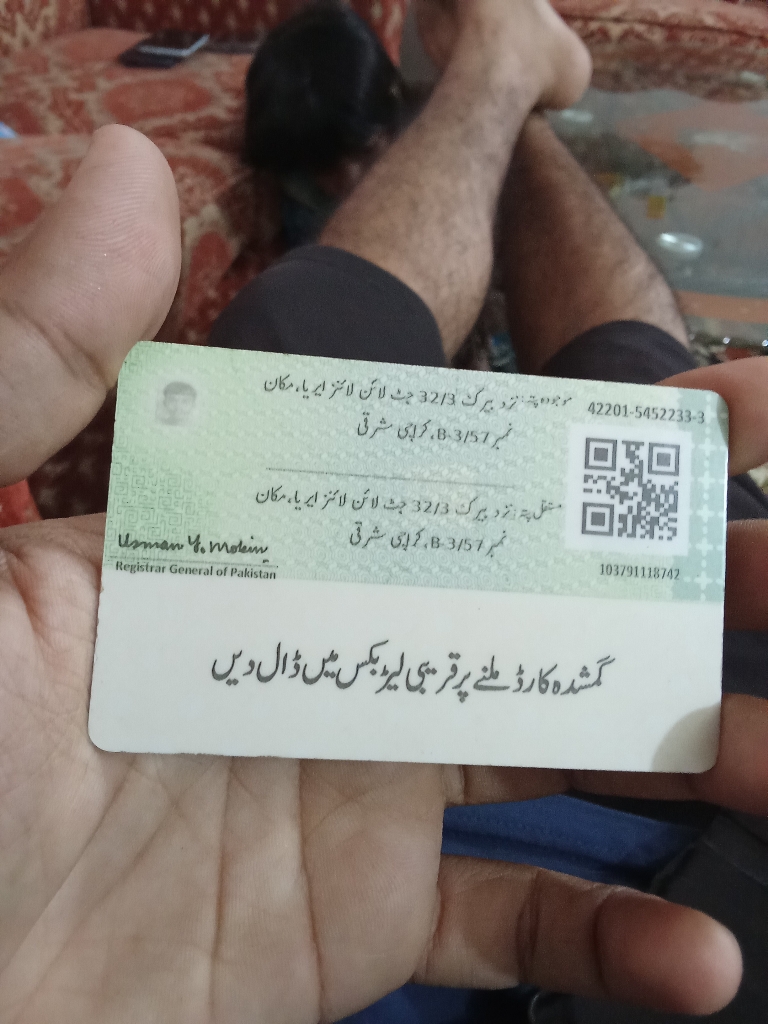 موجودہ پتہ: نزد بیرک 32/3 جٹ لائن لائنز ایریا، مکان
نمبر B-3/57، کراچی شرقی
42201-5452233-3
مستقل پتہ: نزد بیرک 32/3 جٹ لائن لائنز ایریا، مکان
نمبر B-3/57، کراچی شرقی
Usman Y. Mobin
Registrar General of Pakistan
103791118742
گمشدہ کارڈ ملنے پر قریبی لیٹر بکس میں ڈال دیں